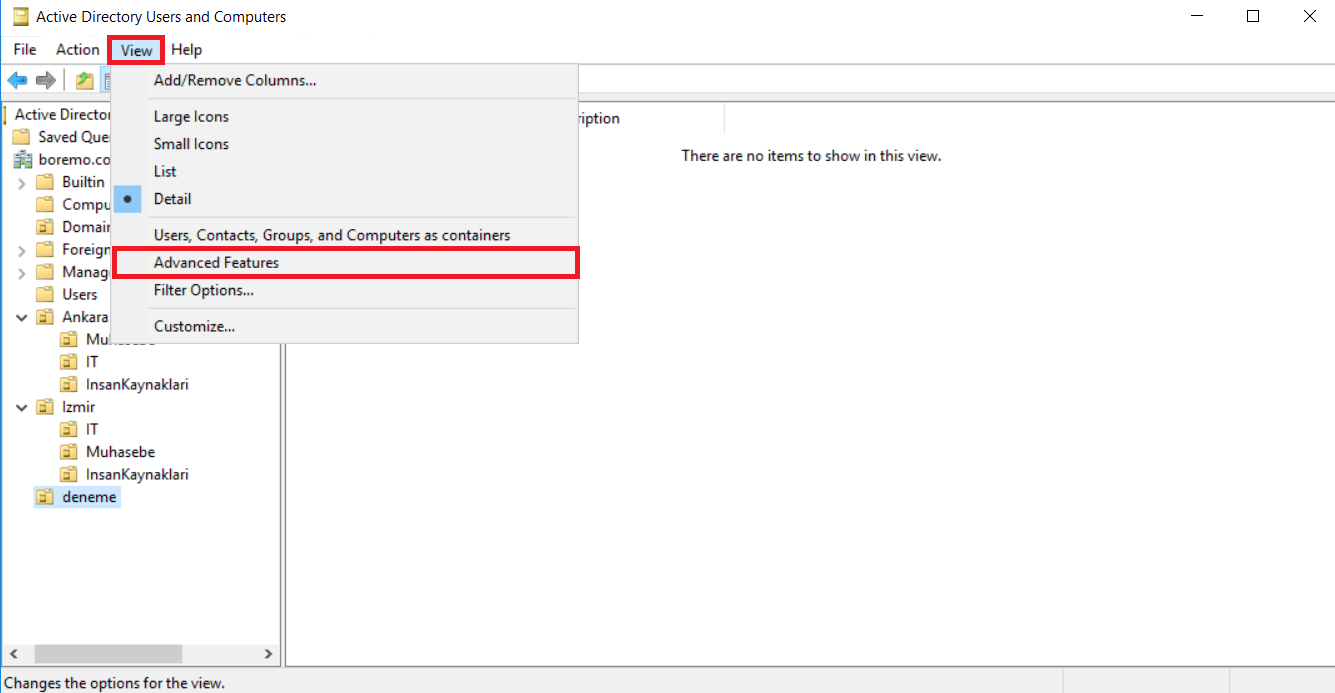 Active Directory Users and Computers
File Action View Help
Add/Remove Columns...
Large Icons
Small Icons
List
Detail
Users, Contacts, Groups, and Computers as containers
Advanced Features
Filter Options...
Customize...
Active Director
Saved Que
boremo.co
Builtin
Compu
Domain
Foreign
Manag
Users
Ankara
Muhasebe
IT
InsanKaynaklari
Izmir
IT
Muhasebe
InsanKaynaklari
deneme
ription
There are no items to show in this view.
Changes the options for the view.